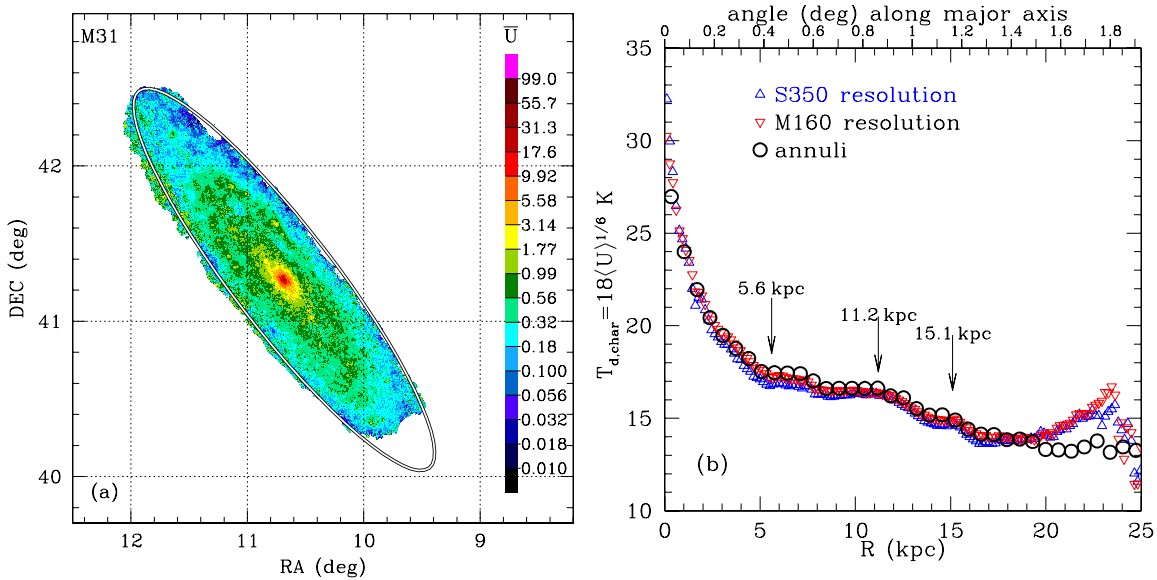 M31
U̅
99.0
55.7
31.3
17.6
9.92
5.58
3.14
1.77
0.99
0.56
0.32
0.18
0.100
0.056
0.032
0.018
0.010
42
41
40
DEC (deg)
(a)
12 11 10 9
RA (deg)
angle (deg) along major axis
0 0.2 0.4 0.6 0.8 1 1.2 1.4 1.6 1.8
35
30
25
20
15
10
T_{d,char}=18⟨U⟩^{1/6} K
S350 resolution
M160 resolution
annuli
5.6 kpc
11.2 kpc
15.1 kpc
(b)
0 5 10 15 20 25
R (kpc)